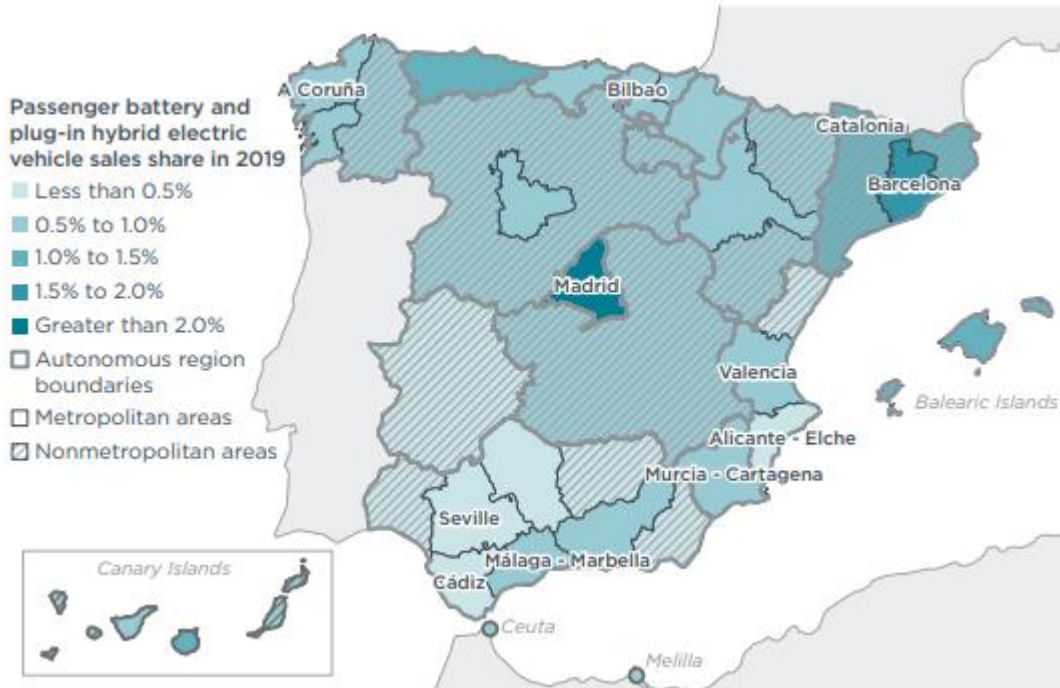 Passenger battery and
plug-in hybrid electric
vehicle sales share in 2019
Less than 0.5%
0.5% to 1.0%
1.0% to 1.5%
1.5% to 2.0%
Greater than 2.0%
Autonomous region
boundaries
Metropolitan areas
Nonmetropolitan areas
A Coruña
Bilbao
Catalonia
Barcelona
Madrid
Valencia
Balearic Islands
Alicante - Elche
Murcia - Cartagena
Seville
Málaga - Marbella
Cádiz
Canary Islands
Ceuta
Melilla